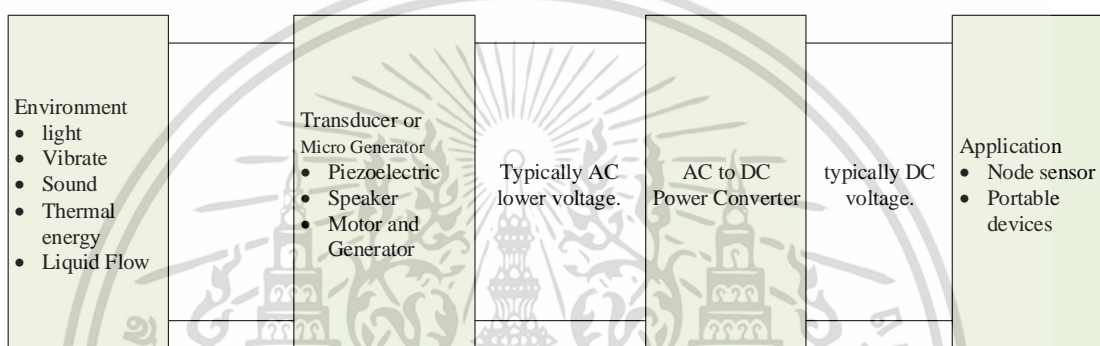 Environment
• light
• Vibrate
• Sound
• Thermal
energy
• Liquid Flow
Transducer or
Micro Generator
• Piezoelectric
• Speaker
• Motor and
Generator
Typically AC
lower voltage.
AC to DC
Power Converter
typically DC
voltage.
Application
• Node sensor
• Portable
devices